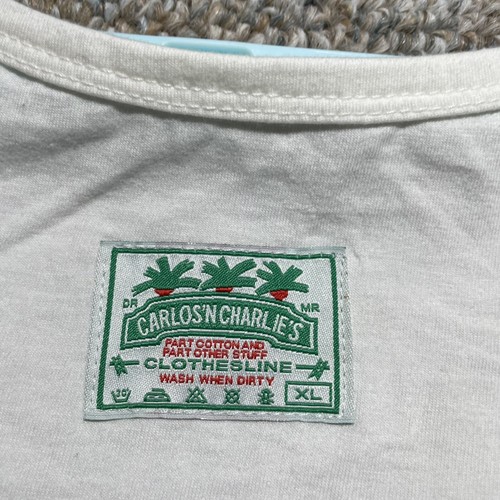 DR MR
CARLOS'N CHARLIE'S
PART COTTON AND
PART OTHER STUFF
CLOTHESLINE
WASH WHEN DIRTY
XL